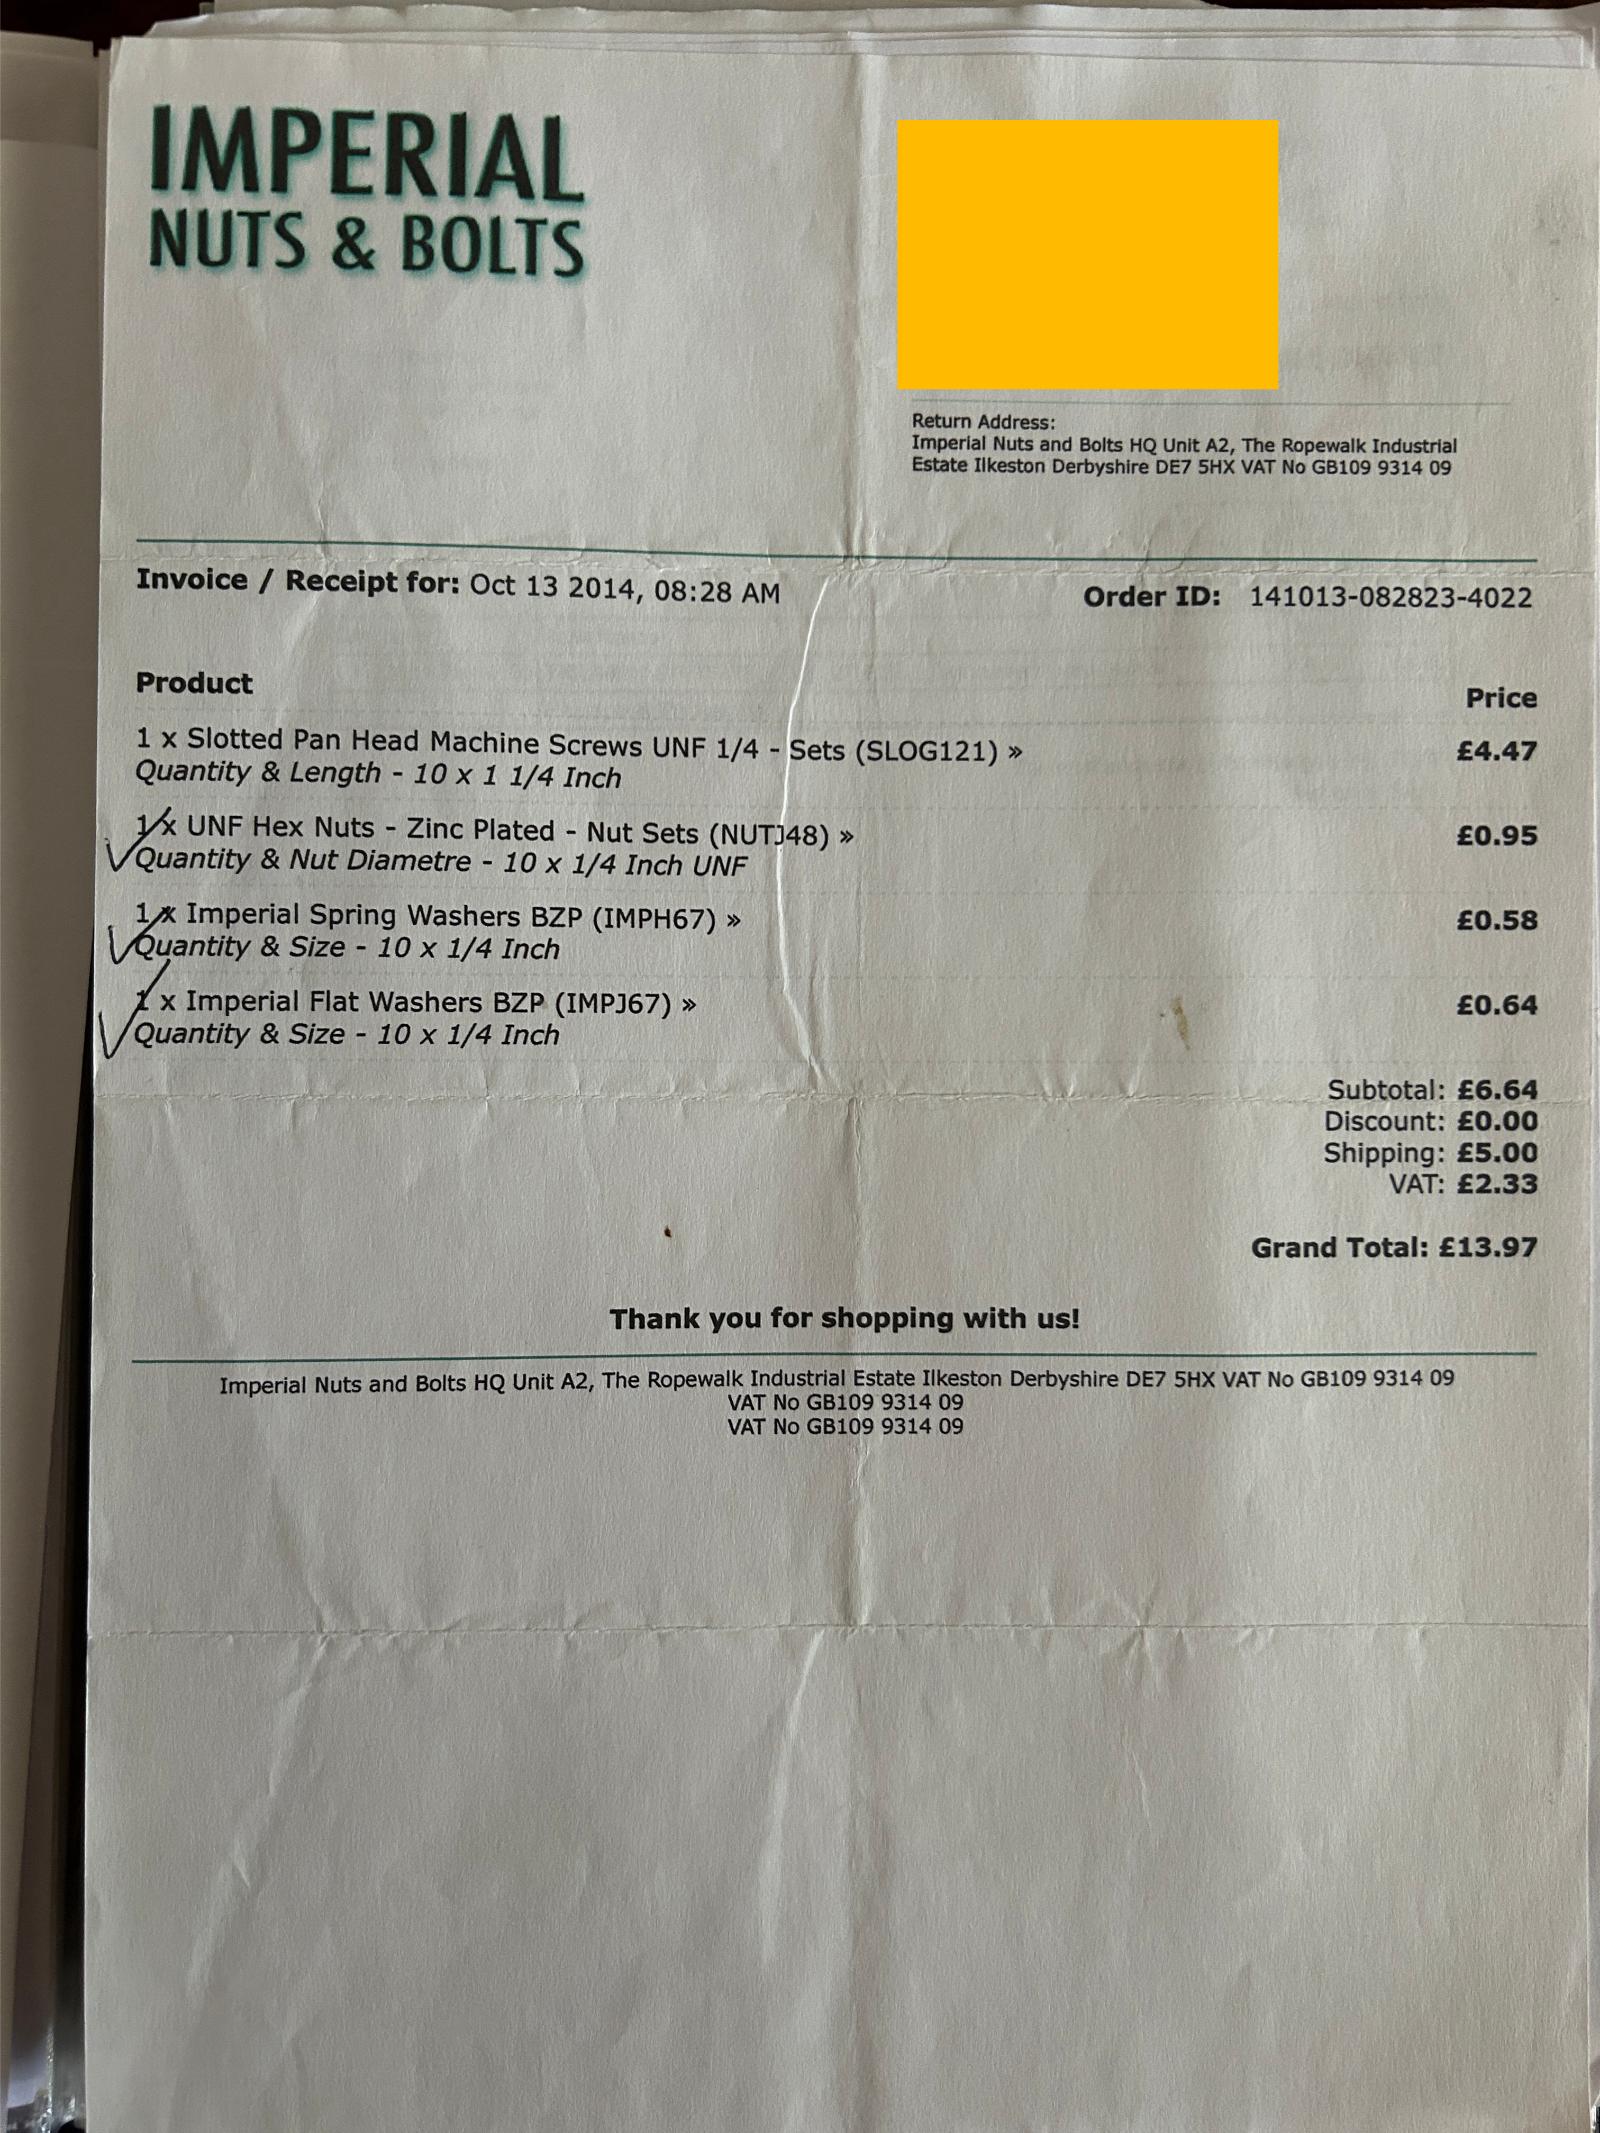 IMPERIAL
NUTS & BOLTS
Return Address:
Imperial Nuts and Bolts HQ Unit A2, The Ropewalk Industrial
Estate Ilkeston Derbyshire DE7 5HX VAT No GB109 9314 09
Invoice / Receipt for: Oct 13 2014, 08:28 AM Order ID: 141013-082823-4022
Product Price
1 x Slotted Pan Head Machine Screws UNF 1/4 - Sets (SLOG121) » £4.47
Quantity & Length - 10 x 1 1/4 Inch
1 x UNF Hex Nuts - Zinc Plated - Nut Sets (NUTJ48) » £0.95
Quantity & Nut Diametre - 10 x 1/4 Inch UNF
1 x Imperial Spring Washers BZP (IMPH67) » £0.58
Quantity & Size - 10 x 1/4 Inch
1 x Imperial Flat Washers BZP (IMPJ67) » £0.64
Quantity & Size - 10 x 1/4 Inch
Subtotal: £6.64
Discount: £0.00
Shipping: £5.00
VAT: £2.33
Grand Total: £13.97
Thank you for shopping with us!
Imperial Nuts and Bolts HQ Unit A2, The Ropewalk Industrial Estate Ilkeston Derbyshire DE7 5HX VAT No GB109 9314 09
VAT No GB109 9314 09
VAT No GB109 9314 09